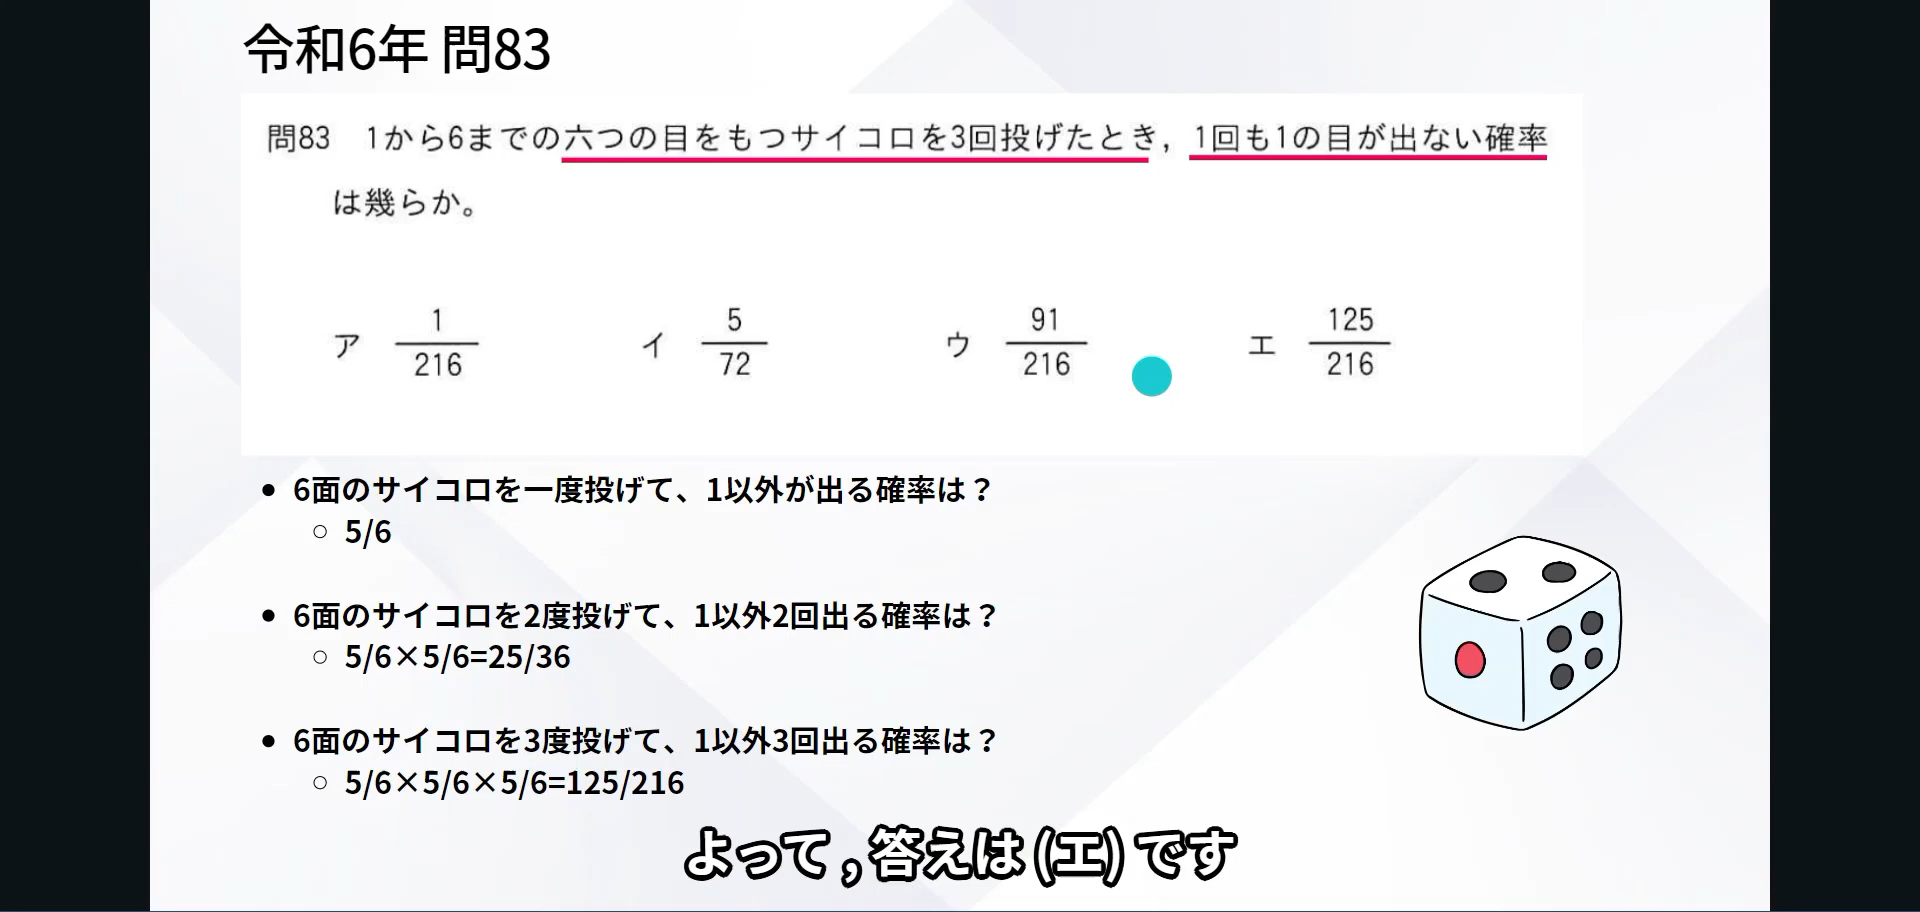 令和6年 問83
問83　1から6までの六つの目をもつサイコロを3回投げたとき，1回も1の目が出ない確率
は幾らか。
ア 1/216　イ 5/72　ウ 91/216　エ 125/216
• 6面のサイコロを一度投げて、1以外が出る確率は？
○ 5/6
• 6面のサイコロを2度投げて、1以外2回出る確率は？
○ 5/6×5/6=25/36
• 6面のサイコロを3度投げて、1以外3回出る確率は？
○ 5/6×5/6×5/6=125/216
よって , 答えは (エ) です